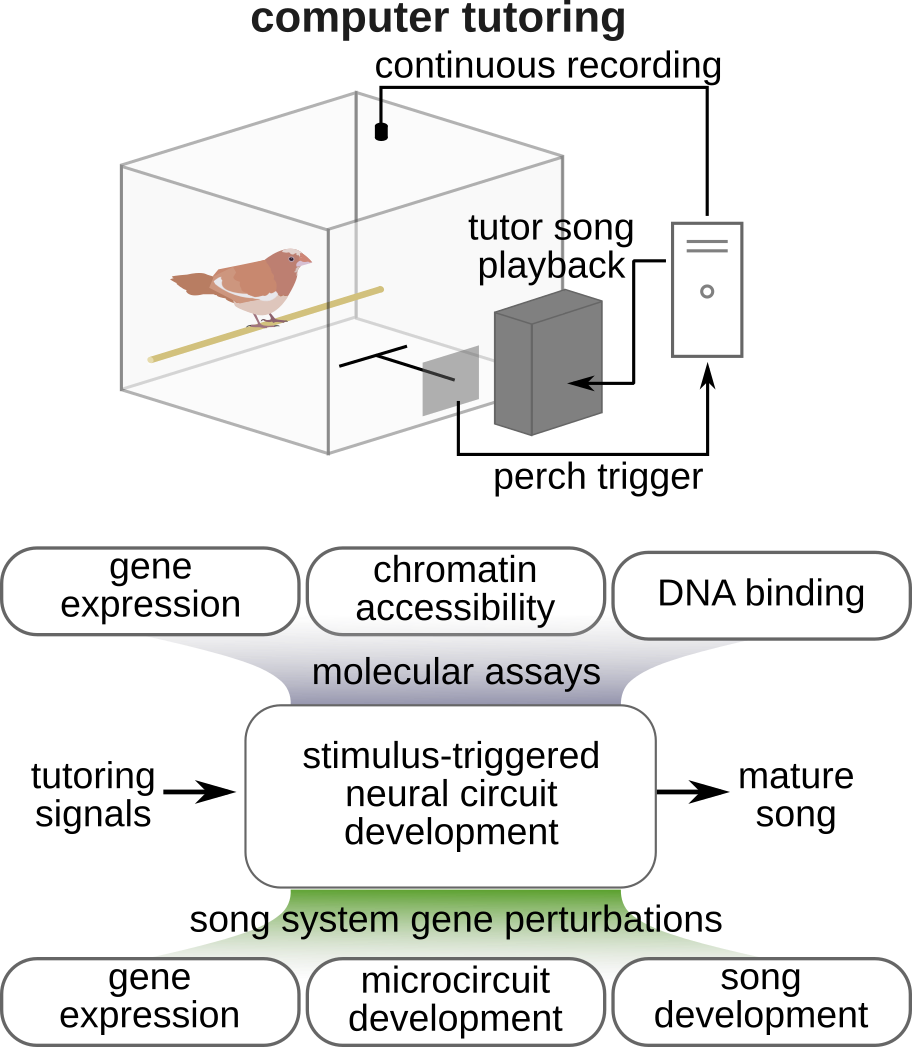 computer tutoring
continuous recording
tutor song
playback
perch trigger
gene
expression
chromatin
accessibility
DNA binding
molecular assays
tutoring
signals
stimulus-triggered
neural circuit
development
mature
song
song system gene perturbations
gene
expression
microcircuit
development
song
development